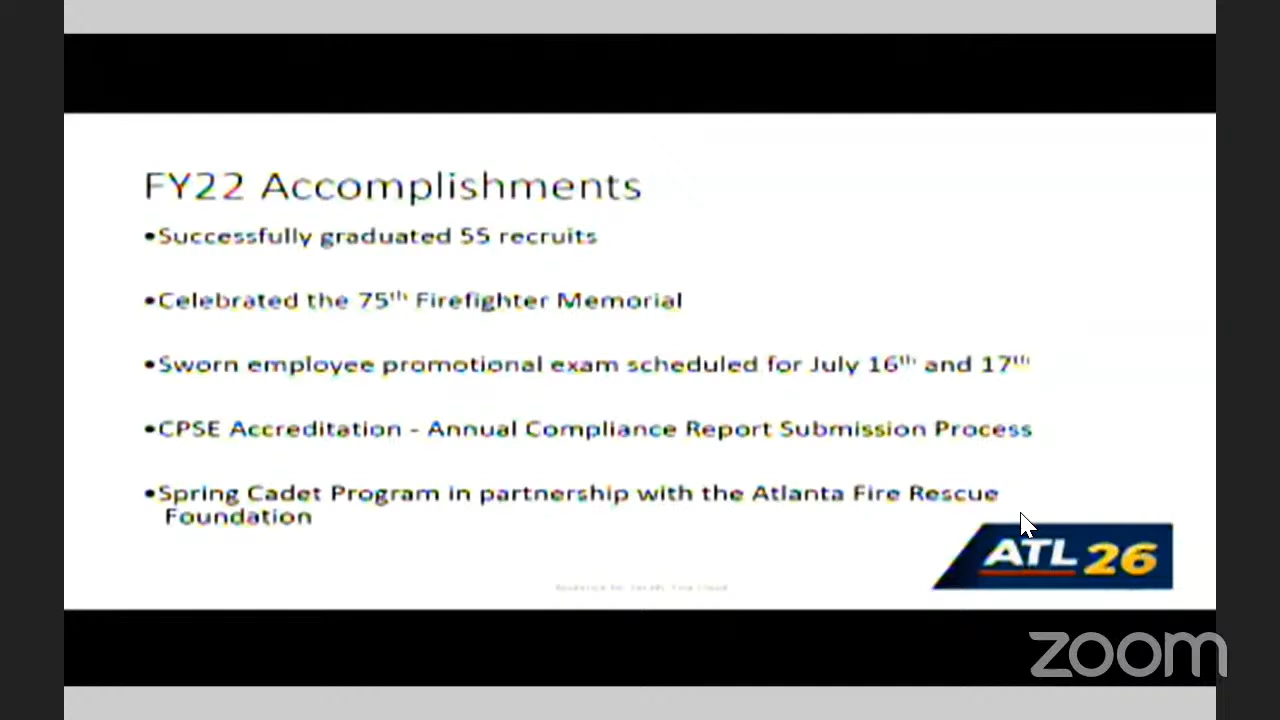 FY22 Accomplishments
•Successfully graduated 55 recruits
•Celebrated the 75th Firefighter Memorial
•Sworn employee promotional exam scheduled for July 16th and 17th
•CPSE Accreditation - Annual Compliance Report Submission Process
•Spring Cadet Program in partnership with the Atlanta Fire Rescue
Foundation
ATL 26
zoom